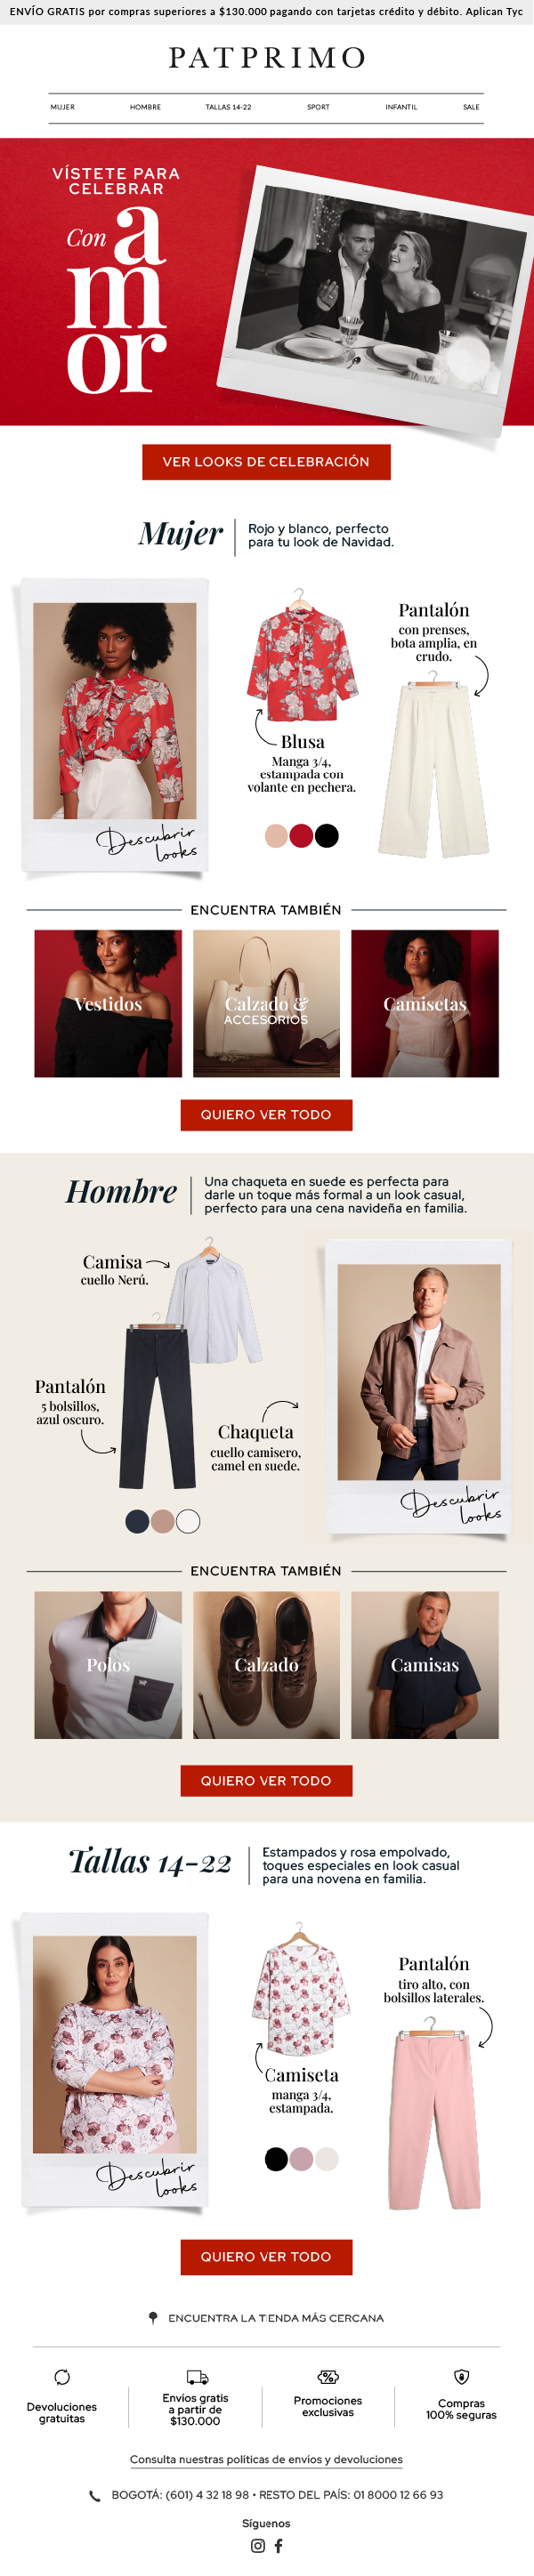 ENVÍO GRATIS por compras superiores a $130.000 pagando con tarjetas crédito y débito. Aplican Tyc
PATPRIMO
MUJER HOMBRE TALLAS 14-22 SPORT INFANTIL SALE
VÍSTETE PARA
CELEBRAR
Con a
m
or
VER LOOKS DE CELEBRACIÓN
Mujer
Rojo y blanco, perfecto
para tu look de Navidad.
Descubrir
looks
Blusa
Manga 3/4,
estampada con
volante en pechera.
Pantalón
con prenses,
bota amplia, en
crudo.
ENCUENTRA TAMBIÉN
Vestidos
Calzado &
ACCESORIOS
Camisetas
QUIERO VER TODO
Hombre
Una chaqueta en suede es perfecta para
darle un toque más formal a un look casual,
perfecto para una cena navideña en familia.
Camisa
cuello Nerú.
Pantalón
5 bolsillos,
azul oscuro.
Chaqueta
cuello camisero,
camel en suede.
Descubrir
looks
ENCUENTRA TAMBIÉN
Polos
Calzado
Camisas
QUIERO VER TODO
Tallas 14-22
Estampados y rosa empolvado,
toques especiales en look casual
para una novena en familia.
Descubrir
looks
Camiseta
manga 3/4,
estampada.
Pantalón
tiro alto, con
bolsillos laterales.
QUIERO VER TODO
ENCUENTRA LA TIENDA MÁS CERCANA
Devoluciones
gratuitas
Envíos gratis
a partir de
$130.000
Promociones
exclusivas
Compras
100% seguras
Consulta nuestras políticas de envíos y devoluciones
BOGOTÁ: (601) 4 32 18 98 • RESTO DEL PAÍS: 01 8000 12 66 93
Síguenos